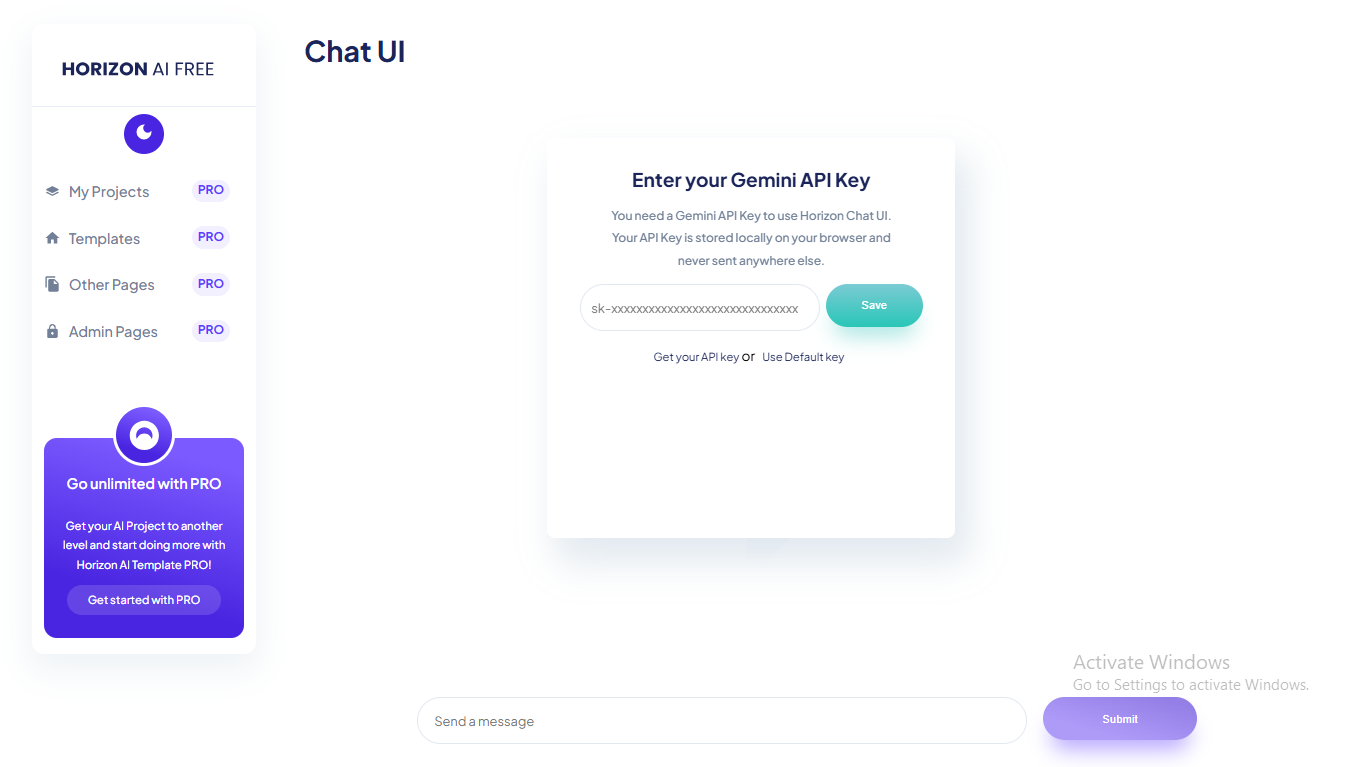 HORIZON AI FREE
Chat UI
My Projects PRO
Templates PRO
Other Pages PRO
Admin Pages PRO
Go unlimited with PRO
Get your AI Project to another
level and start doing more with
Horizon AI Template PRO!
Get started with PRO
Enter your Gemini API Key
You need a Gemini API Key to use Horizon Chat UI.
Your API Key is stored locally on your browser and
never sent anywhere else.
sk-xxxxxxxxxxxxxxxxxxxxxxxxxxxxxx Save
Get your API key or Use Default key
Activate Windows
Go to Settings to activate Windows.
Send a message Submit